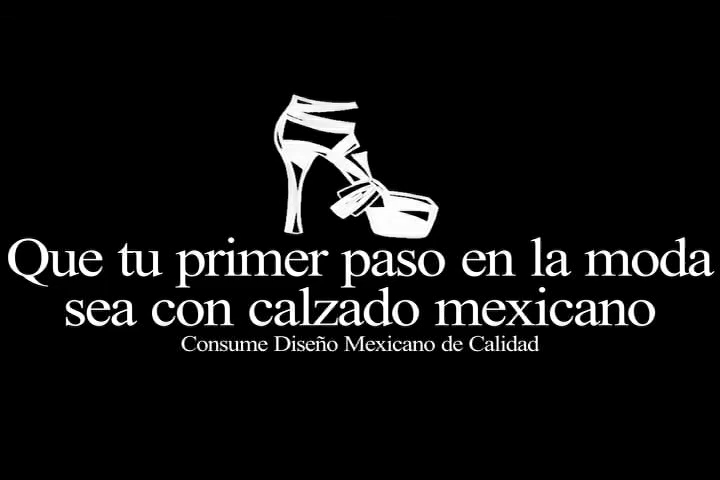 Que tu primer paso en la moda
sea con calzado mexicano
Consume Diseño Mexicano de Calidad